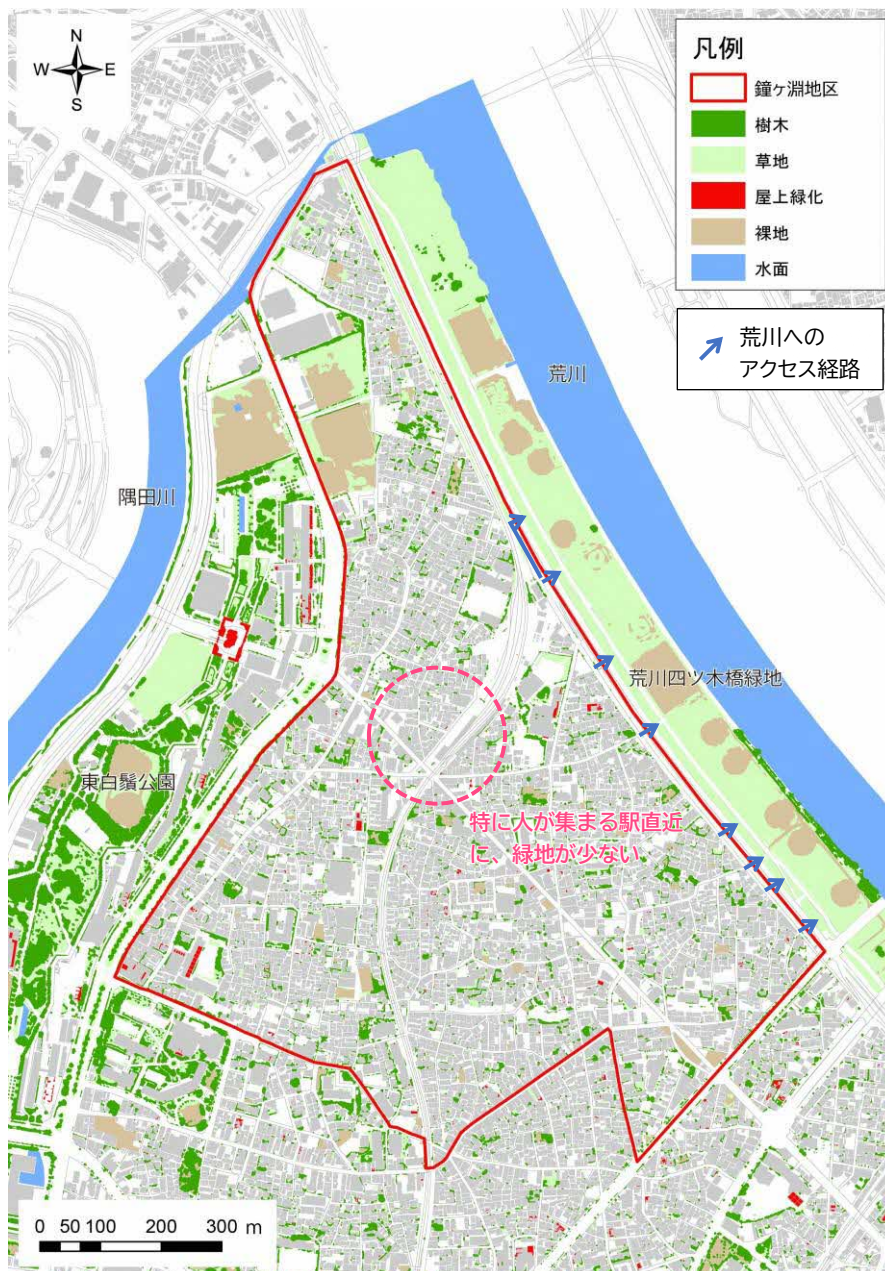 N
W E
S
凡例
鐘ヶ淵地区
樹木
草地
屋上緑化
裸地
水面
荒川への
アクセス経路
荒川
隅田川
荒川四ツ木橋緑地
東白鬚公園
特に人が集まる駅直近
に、緑地が少ない
0 50 100 200 300 m